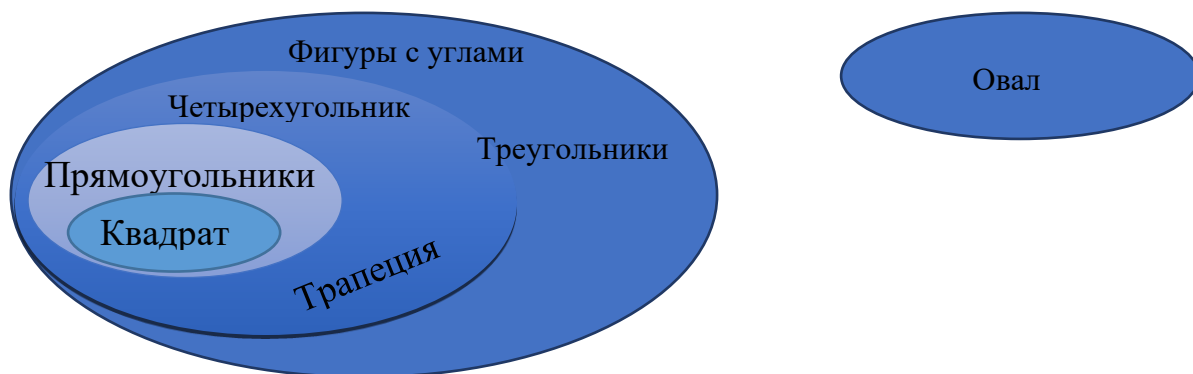 Фигуры с углами
Овал
Четырехугольник
Треугольники
Прямоугольники
Квадрат
Трапеция